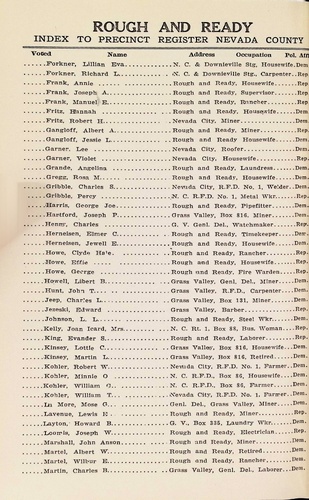 ROUGH AND READY
INDEX TO PRECINCT REGISTER NEVADA COUNTY
Voted Name Address Occupation Pol. Aff
Forkner, Lillian Eva N. C. & Downieville Stg, Housewife Dem.
Forkner, Richard L. N. C. & Downieville Stg, Carpenter Rep.
Frank, Annie Rough and Ready, Housewife
Frank, Joseph A. Rough and Ready, Supervisor Rep.
Frank, Manuel E. Rough and Ready, Rancher Rep.
Fritz, Hannah Rough and Ready, Housewife
Fritz, Robert H. Nevada City, Miner Dem.
Gangloff, Albert A. Rough and Ready, Miner Rep.
Gangloff, Jessie L. Rough and Ready Housewife Dem.
Garner, Lee Nevada City, Roofer Dem.
Garner, Violet Nevada City, Housewife Rep.
Grande, Angelina Rough and Ready, Laundress Dem.
Gregg, Ross M. Rough and Ready, Housewife Dem.
Gribble, Charles S. Nevada City, R.F.D. No. 1, Welder Dem.
Gribble, Percy N. C. R.F.D. No. 1, Metal Wkr Rep.
Harris, George Joe Rough and Ready, Pipefitter Dem.
Hartford, Joseph P. Grass Valley, Box 816, Miner Dem.
Henny, Charles G. V. Genl. Del., Watchmaker Rep.
Herneisen, Elmer C. Rough and Ready, Timekeeper Dem.
Herneisen, Jewell E. Rough and Ready, Housewife Dem.
Howe, Clyde Rough and Ready, Rancher Rep.
Howe, Effie Rough and Ready, Housewife Rep.
Howe, George Rough and Ready, Fire Warden Rep.
Howell, Libert B. Grass Valley, Genl. Del., Miner Dem.
Hunt, John T. Grass Valley, R.F.D., Carpenter Dem.
Jeep, Charles L. Grass Valley, Box 131, Miner Dem.
Jezeski, Edward Grass Valley, Barber Rep.
Johnson, L. L. Rough and Ready, Steel Wkr. Dem.
Kelly, Joan Icard, Mrs. N. C. Rt. 1, Box 88, Bus. Woman Rep.
King, Evander S. Rough and Ready, Laborer Rep.
Kinsey, Lottie C. Grass Valley, Box 816, Housewife Dem.
Kinsey, Martin L. Grass Valley, Box 816, Retired Dem.
Kohler, Robert W. Nevada City, R.F.D. No. 1, Farmer Dem.
Kohler, Minnie G. N. C. R.F.D., Box 86, Housewife Dem.
Kohler, William G. N. C. R.F.D., Box 86, Farmer Dem.
Kohler, William T. Nevada City, R.F.D. No. 1, Farmer Dem.
La More, Mose G. Genl. Del., Grass Valley, Miner Dem.
Lavenue, Lewis E. Rough and Ready, Miner Rep.
Layton, Howard B. G. V., Box 335, Laundry Wkr Dem.
Loomis, Joseph W. Rough and Ready, Electrician Rep.
Marshall, John Anson Rough and Ready, Miner Dem.
Martel, Albert W. Rough and Ready, Retired Dem.
Martel, Wilbur E. Rough and Ready, Rancher Dem.
Martin, Charles R. Grass Valley, Genl. Del., Laborer Dem.